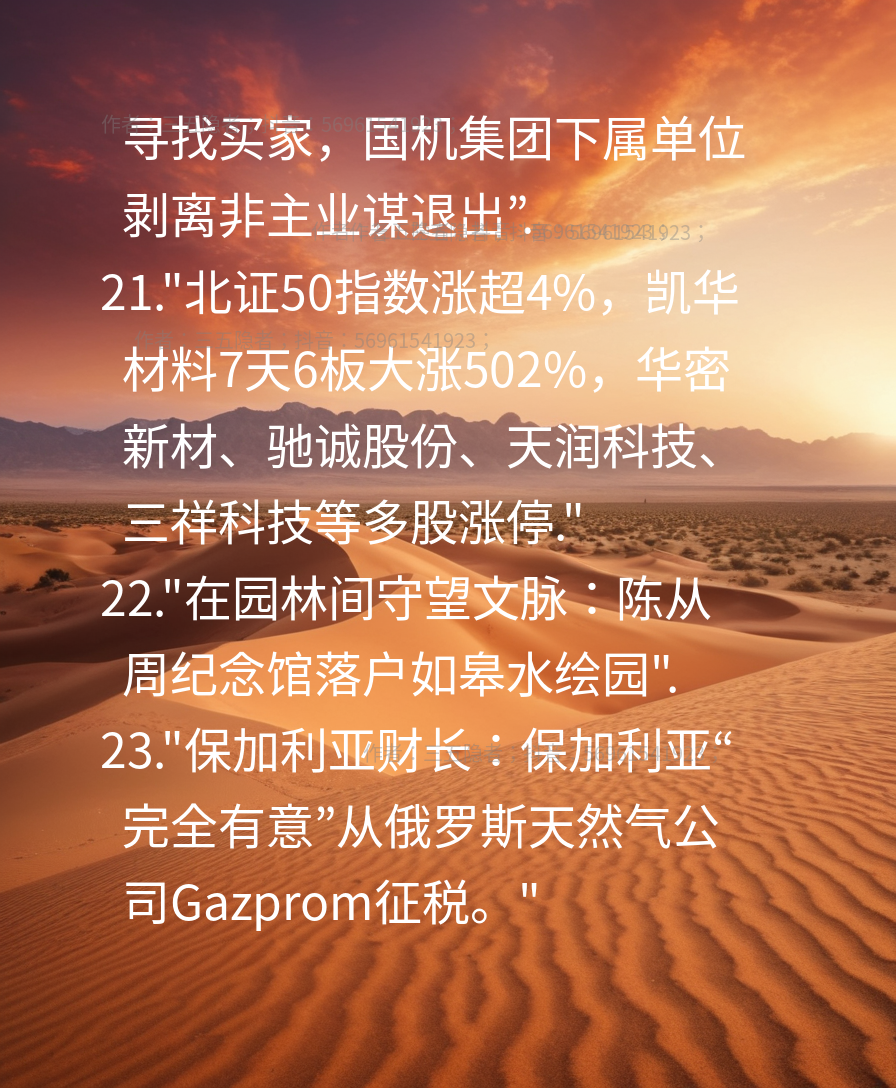 寻找买家，国机集团下属单位
剥离非主业谋退出”.
21."北证50指数涨超4%，凯华
材料7天6板大涨502%，华密
新材、驰诚股份、天润科技、
三祥科技等多股涨停."
22."在园林间守望文脉：陈从
周纪念馆落户如皋水绘园".
23."保加利亚财长：保加利亚“
完全有意”从俄罗斯天然气公
司Gazprom征税。"